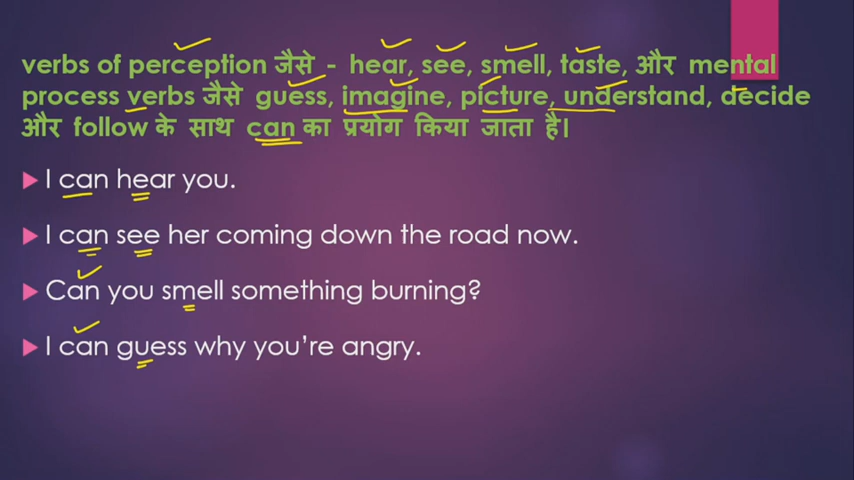 verbs of perception जैसे - hear, see, smell, taste, और mental
process verbs जैसे guess, imagine, picture, understand, decide
और follow के साथ can का प्रयोग किया जाता है।
I can hear you.
I can see her coming down the road now.
Can you smell something burning?
I can guess why you’re angry.